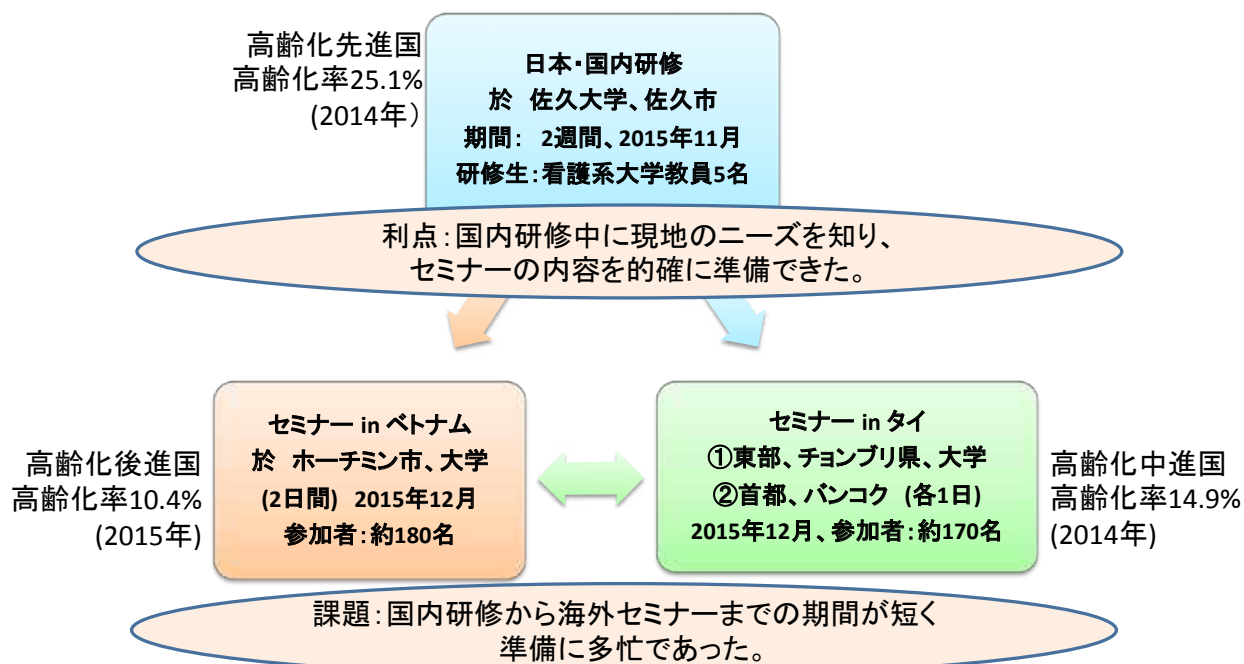 高齢化先進国
高齢化率25.1%
(2014年)
日本・国内研修
於 佐久大学、佐久市
期間： 2週間、2015年11月
研修生：看護系大学教員5名
利点：国内研修中に現地のニーズを知り、
セミナーの内容を的確に準備できた。
高齢化後進国
高齢化率10.4%
(2015年)
セミナー in ベトナム
於 ホーチミン市、大学
(2日間) 2015年12月
参加者：約180名
セミナー in タイ
①東部、チョンブリ県、大学
②首都、バンコク (各1日)
2015年12月、参加者：約170名
高齢化中進国
高齢化率14.9%
(2014年)
課題：国内研修から海外セミナーまでの期間が短く
準備に多忙であった。